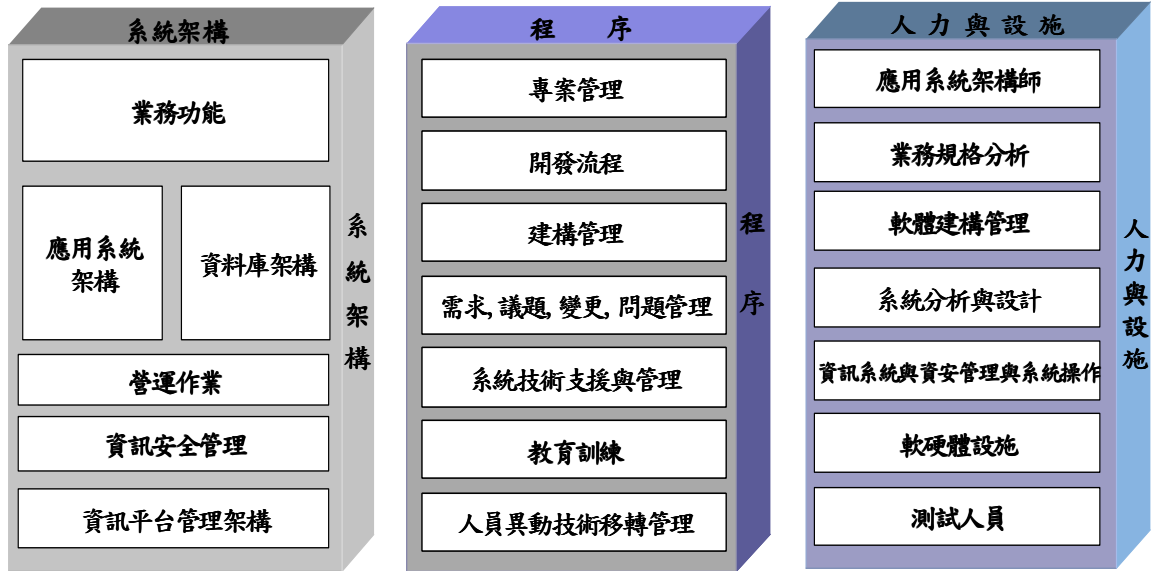 系統架構
業務功能
應用系統
架構
資料庫架構
營運作業
資訊安全管理
資訊平台管理架構
系統架構
程 序
專案管理
開發流程
建構管理
需求, 議題, 變更, 問題管理
系統技術支援與管理
教育訓練
人員異動技術移轉管理
程序
人力與設施
應用系統架構師
業務規格分析
軟體建構管理
系統分析與設計
資訊系統與資安管理與系統操作
軟硬體設施
測試人員
人力與設施